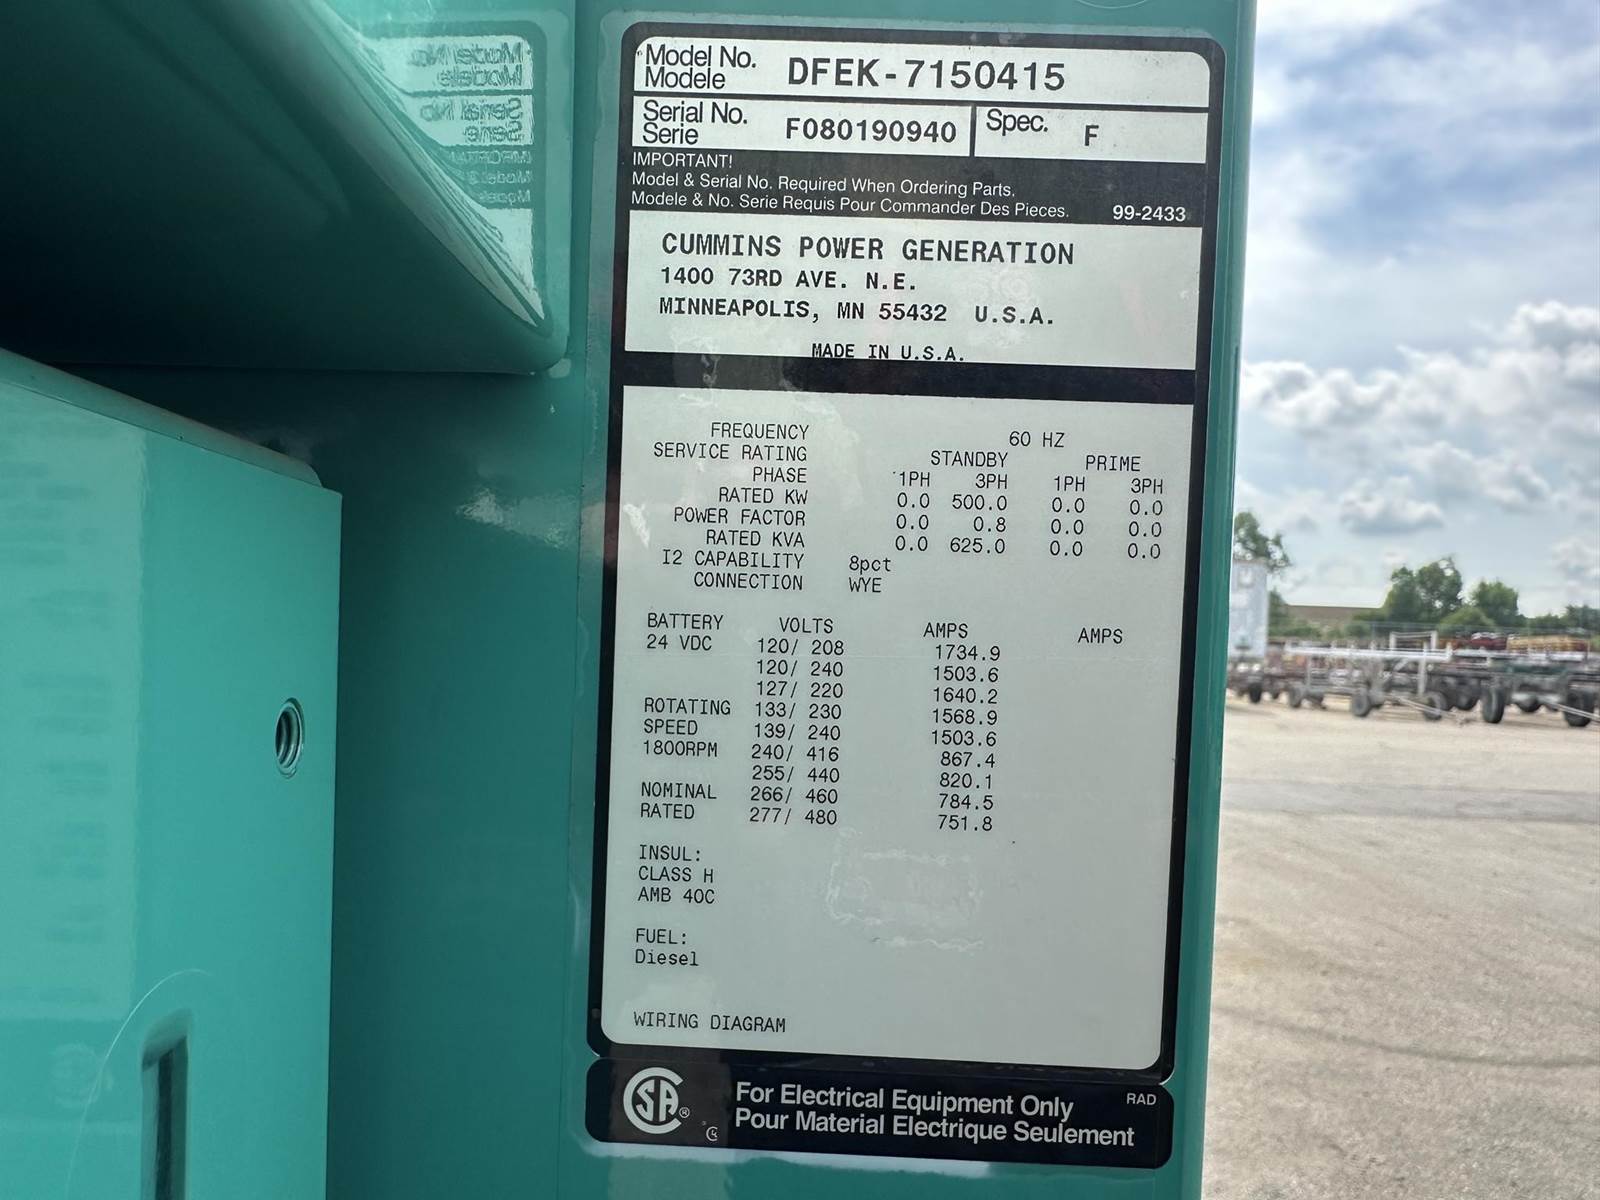 Model No.
Modele
DFEK-7150415
Serial No.
Serie
F080190940
Spec. F
IMPORTANT!
Model & Serial No. Required When Ordering Parts.
Modele & No. Serie Requis Pour Commander Des Pieces. 99-2433
CUMMINS POWER GENERATION
1400 73RD AVE. N.E.
MINNEAPOLIS, MN 55432 U.S.A.
MADE IN U.S.A.
FREQUENCY 60 HZ
SERVICE RATING STANDBY PRIME
PHASE 1PH 3PH 1PH 3PH
RATED KW 0.0 500.0 0.0 0.0
POWER FACTOR 0.0 0.8 0.0 0.0
RATED KVA 0.0 625.0 0.0 0.0
I2 CAPABILITY 8pct
CONNECTION WYE
BATTERY VOLTS AMPS AMPS
24 VDC 120/ 208 1734.9
120/ 240 1503.6
127/ 220 1640.2
ROTATING 133/ 230 1568.9
SPEED 139/ 240 1503.6
1800RPM 240/ 416 867.4
255/ 440 820.1
NOMINAL 266/ 460 784.5
RATED 277/ 480 751.8
INSUL:
CLASS H
AMB 40C
FUEL:
Diesel
WIRING DIAGRAM
SA ®
For Electrical Equipment Only RAD
Pour Material Electrique Seulement